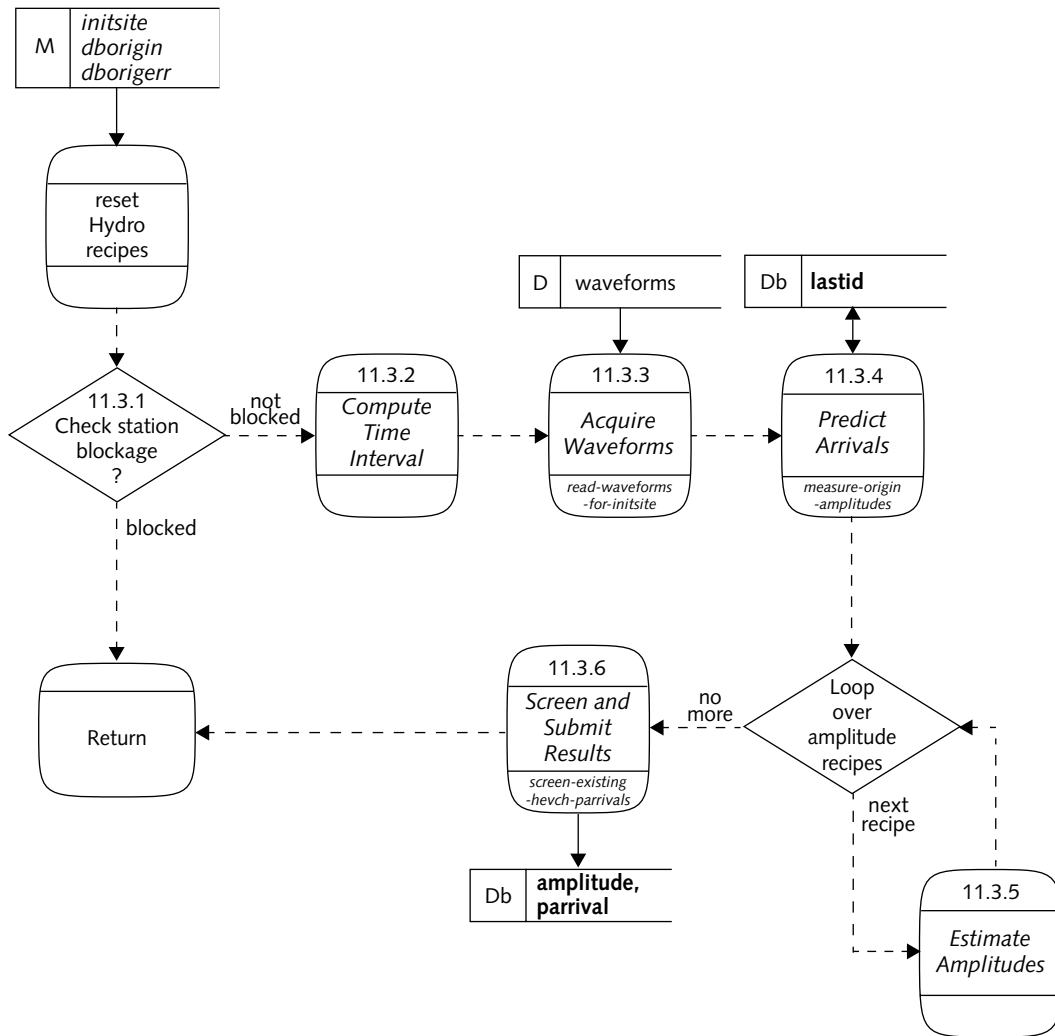 M
initsite
dborigin
dborigerr
reset
Hydro
recipes
D
waveforms
Db
lastid
11.3.1
Check station
blockage
?
not
blocked
blocked
11.3.2
Compute
Time
Interval
11.3.3
Acquire
Waveforms
read-waveforms
-for-initsite
11.3.4
Predict
Arrivals
measure-origin
-amplitudes
Return
11.3.6
Screen and
Submit
Results
screen-existing
-hevch-parrivals
no
more
Loop
over
amplitude
recipes
next
recipe
Db
amplitude,
parrival
11.3.5
Estimate
Amplitudes